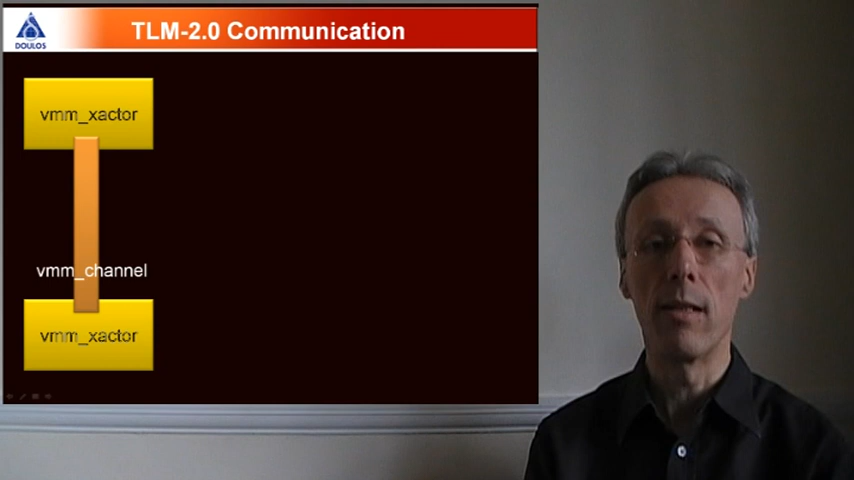 TLM-2.0 Communication
DOULOS
vmm_xactor
vmm_channel
vmm_xactor